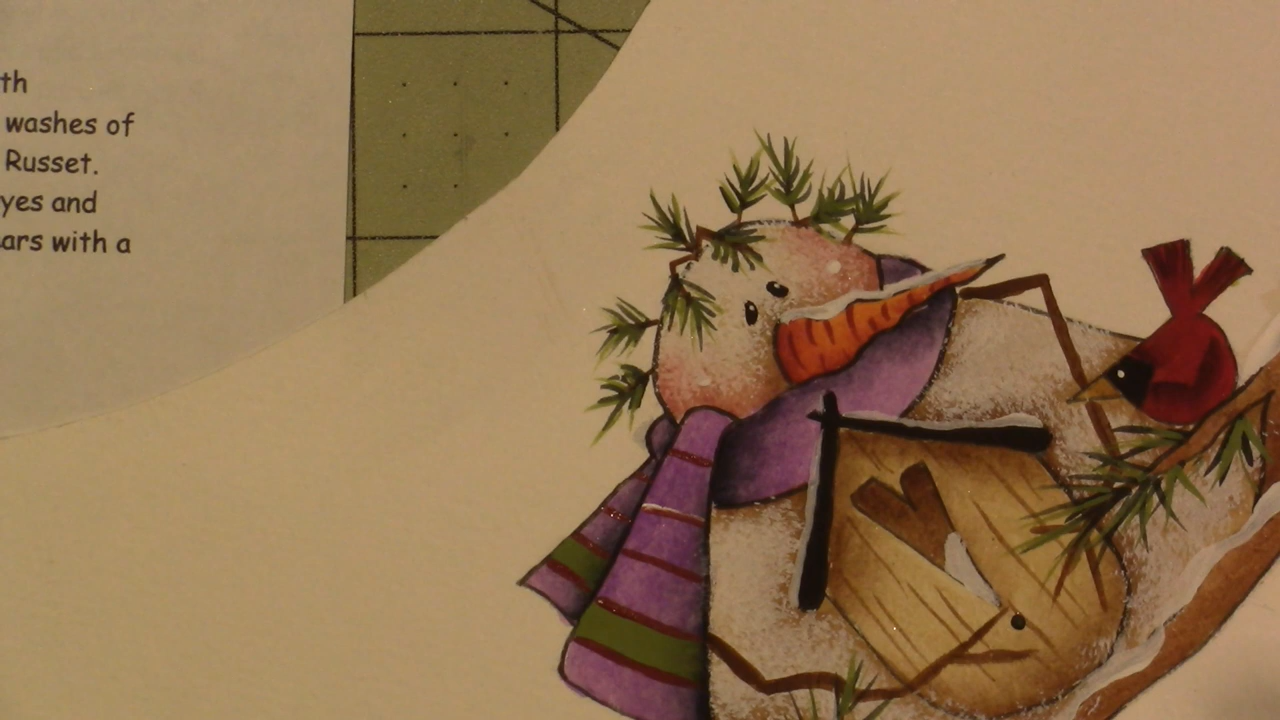 th
washes of
Russet.
yes and
ars with a